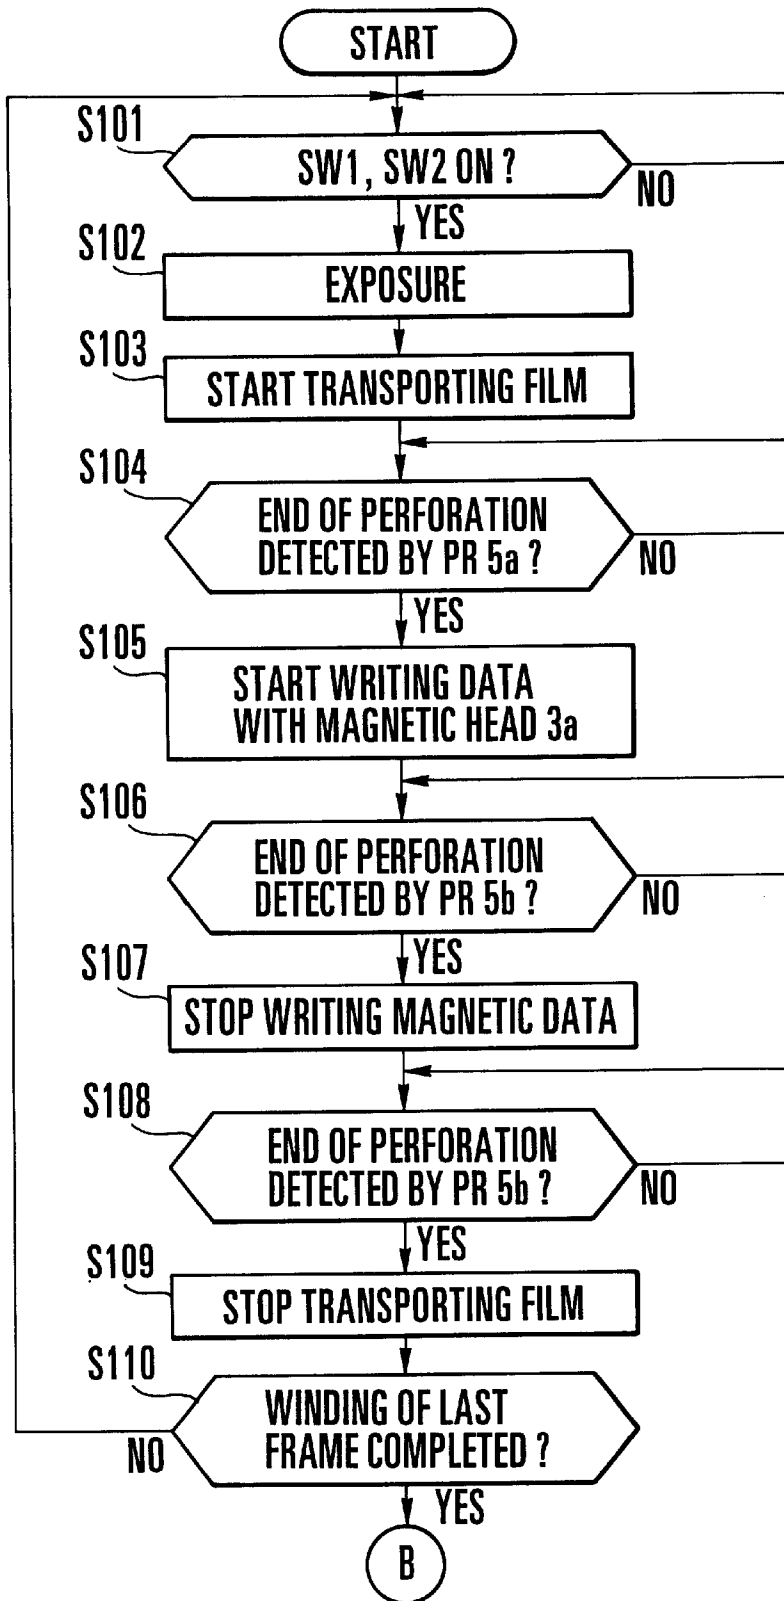 START
S101
SW1, SW2 ON ?
NO
YES
S102
EXPOSURE
S103
START TRANSPORTING FILM
S104
END OF PERFORATION
DETECTED BY PR 5a ?
NO
YES
S105
START WRITING DATA
WITH MAGNETIC HEAD 3a
S106
END OF PERFORATION
DETECTED BY PR 5b ?
NO
YES
S107
STOP WRITING MAGNETIC DATA
S108
END OF PERFORATION
DETECTED BY PR 5b ?
NO
YES
S109
STOP TRANSPORTING FILM
S110
WINDING OF LAST
FRAME COMPLETED ?
NO
YES
B